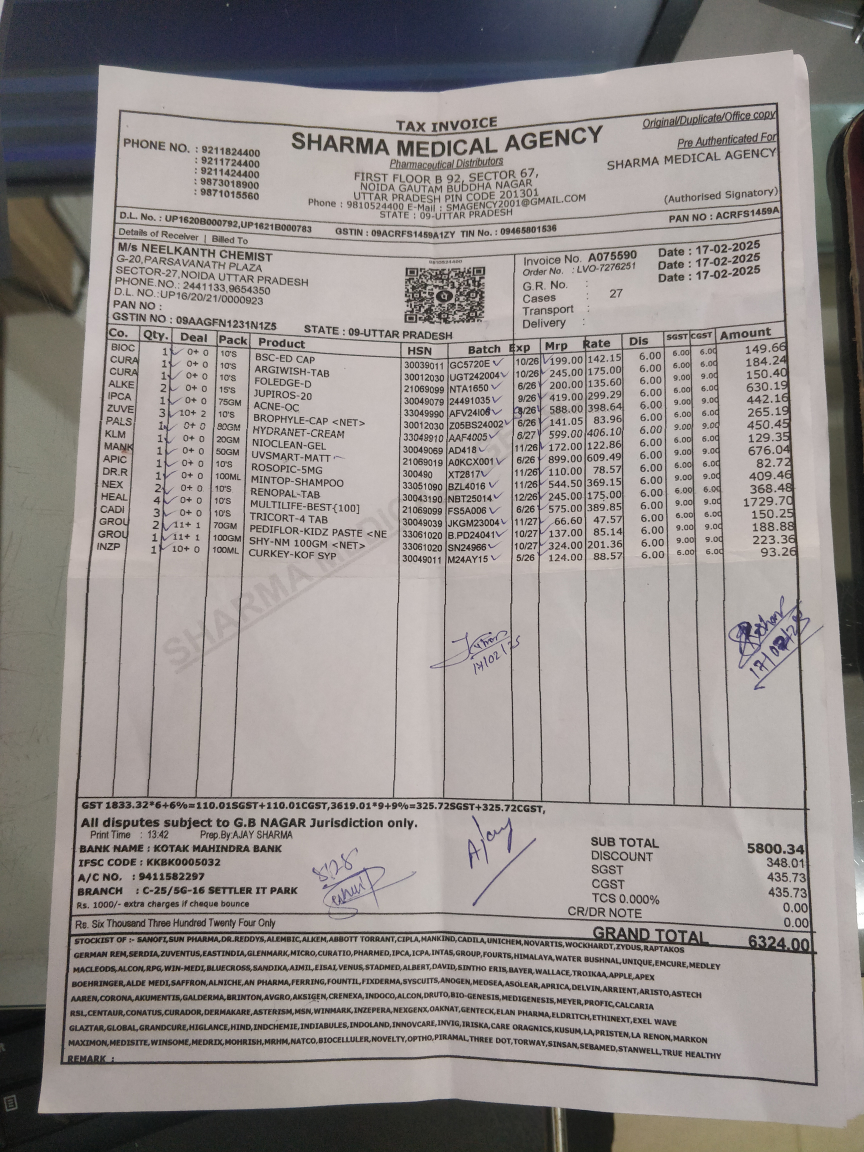 TAX INVOICE
Original/Duplicate/Office copy
PHONE NO. : 9211824400
: 9211724400
: 9211424400
: 9873018900
: 9871015560
SHARMA MEDICAL AGENCY
Pharmaceutical Distributors
FIRST FLOOR B 92, SECTOR 67,
NOIDA GAUTAM BUDDHA NAGAR
UTTAR PRADESH PIN CODE 201301
Phone : 9810524400 E-Mail : SMAGENCY2001@GMAIL.COM
STATE : 09-UTTAR PRADESH
Pre Authenticated For
SHARMA MEDICAL AGENCY
(Authorised Signatory)
D.L. No. : UP1620B000792,UP1621B000783 GSTIN : 09ACRFS1459A1ZY TIN No. : 09465801536 PAN NO : ACRFS1459A
Details of Receiver | Billed To
M/s NEELKANTH CHEMIST
G-20,PARSAVANATH PLAZA
SECTOR-27,NOIDA UTTAR PRADESH
PHONE.NO. : 2441133,9654350
D.L. NO.:UP16/20/21/0000923
PAN NO :
GSTIN NO : 09AAGFN1231N1Z5 STATE : 09-UTTAR PRADESH
9810524400
Invoice No. A075590 Date : 17-02-2025
Order No. : LVO-7276251 Date : 17-02-2025
G.R. No. : Date : 17-02-2025
Cases : 27
Transport :
Delivery :
Co. Qty. Deal Pack Product HSN Batch Exp Mrp Rate Dis SGST CGST Amount
BIOC 1 0+ 0 10'S BSC-ED CAP 30039011 GC5720E 10/26 199.00 142.15 6.00 6.00 6.00 149.66
CURA 1 0+ 0 10'S ARGIWISH-TAB 30012030 UGT242004 10/26 245.00 175.00 6.00 6.00 6.00 184.24
CURA 1 0+ 0 10'S FOLEDGE-D 21069099 NTA1650 6/26 200.00 135.60 6.00 6.00 6.00 150.40
ALKE 2 0+ 0 15'S JUPIROS-20 30049079 24491035 9/26 419.00 299.29 6.00 6.00 6.00 630.19
IPCA 1 0+ 0 75GM ACNE-OC 33049990 AFV24I06 588.00 398.64 6.00 9.00 9.00 442.16
ZUVE 3 10+ 2 10'S BROPHYLE-CAP <NET> 30012030 Z05BS24002 6/26 141.05 83.96 6.00 6.00 6.00 265.19
PALS 1 0+ 0 80GM HYDRANET-CREAM 33049910 AAF4005 6/27 599.00 406.10 6.00 9.00 9.00 450.45
KLM 1 0+ 0 20GM NIOCLEAN-GEL 30049069 AD418 11/26 172.00 122.86 6.00 6.00 6.00 129.35
MANK 1 0+ 0 50GM UVSMART-MATT 21069019 A0KCX001 6/26 899.00 609.49 6.00 9.00 9.00 676.04
APIC 1 0+ 0 10'S ROSOPIC-5MG 300490 XT2817 11/26 110.00 78.57 6.00 6.00 6.00 82.72
DR.R 1 0+ 0 100ML MINTOP-SHAMPOO 33051090 BZL4016 11/26 544.50 369.15 6.00 9.00 9.00 409.46
NEX 2 0+ 0 10'S RENOPAL-TAB 30043190 NBT25014 12/26 245.00 175.00 6.00 6.00 6.00 368.48
HEAL 4 0+ 0 10'S MULTILIFE-BEST{100] 21069099 FS5A006 6/26 575.00 389.85 6.00 9.00 9.00 1729.70
CADI 3 0+ 0 10'S TRICORT-4 TAB 30049039 JKGM23004 11/27 66.60 47.57 6.00 6.00 6.00 150.25
GROU 2 11+ 1 70GM PEDIFLOR-KIDZ PASTE <NE 33061020 B.PD24041 10/27 137.00 85.14 6.00 9.00 9.00 188.88
GROU 1 11+ 1 100GM SHY-NM 100GM <NET> 33061020 SN24966 10/27 324.00 201.36 6.00 9.00 9.00 223.36
INZP 1 10+ 0 100ML CURKEY-KOF SYP 30049011 M24AY15 5/26 124.00 88.57 6.00 6.00 6.00 93.26
SHARMA MEDIC
17/02/25
17/02/25
GST 1833.32*6+6%=110.01SGST+110.01CGST,3619.01*9+9%=325.72SGST+325.72CGST,
All disputes subject to G.B NAGAR Jurisdiction only.
Print Time : 13:42 Prep.By:AJAY SHARMA
BANK NAME : KOTAK MAHINDRA BANK
IFSC CODE : KKBK0005032
A/C NO. : 9411582297
BRANCH : C-25/5G-16 SETTLER IT PARK
Rs. 1000/- extra charges if cheque bounce
Ajay
SUB TOTAL 5800.34
DISCOUNT 348.01
SGST 435.73
CGST 435.73
TCS 0.000% 0.00
CR/DR NOTE 0.00
Rs. Six Thousand Three Hundred Twenty Four Only
GRAND TOTAL 6324.00
STOCKIST OF :- SANOFI,SUN PHARMA,DR.REDDYS,ALEMBIC,ALKEM,ABBOTT TORRANT,CIPLA,MANKIND,CADILA,UNICHEM,NOVARTIS,WOCKHARDT,ZYDUS,RAPTAKOS
GERMAN REM,SERDIA,ZUVENTUS,EASTINDIA,GLENMARK,MICRO,CURATIO,PHARMED,IPCA,ICPA,INTAS,GROUP,FOURTS,HIMALAYA,WATER BUSHNAL,UNIQUE,EMCURE,MEDLEY
MACLEODS,ALCON,RPG,WIN-MEDI,BLUECROSS,SANDIKA,AIMIL,EISAI,VENUS,STADMED,ALBERT,DAVID,SINTHO ERIS,BAYER,WALLACE,TROIKAA,APPLE,APEX
BOEHRINGER,ALDE MEDI,SAFFRON,ALNICHE,AN PHARMA,FERRING,FOUNTIL,FIXDERMA,SYSCUITS,ANOGEN,MEDSEA,ASOLEAR,APRICA,DELVIN,ARRIENT,ARISTO,ASTECH
AAREN,CORONA,AKUMENTIS,GALDERMA,BRINTON,AVGRO,AKSIGEN,CRENEXA,INDOCO,ALCON,DRUTO,BIO-GENESIS,MEDIGENESIS,MEYER,PROFIC,CALCARIA
RSL,CENTAUR,CONATUS,CURADOR,DERMAKARE,ASTERISM,MSN,WINMARK,INZEPERA,NEXGENX,OAKNAT,GENTECK,ELAN PHARMA,ELDRITCH,ETHINEXT,EXEL WAVE
GLAZTAR,GLOBAL,GRANDCURE,HIGLANCE,HIND,INDCHEMIE,INDIABULES,INDOLAND,INNOVCARE,INVIG,IRISKA,CARE ORAGNICS,KUSUM,LA,PRISTEN,LA RENON,MARKON
MAXIMON,MEDISITE,WINSOME,MEDRIX,MOHRISH,MRHM,NATCO,BIOCELLULER,NOVELTY,OPTHO,PIRAMAL,THREE DOT,TORWAY,SINSAN,SEBAMED,STANWELL,TRUE HEALTHY
REMARK :